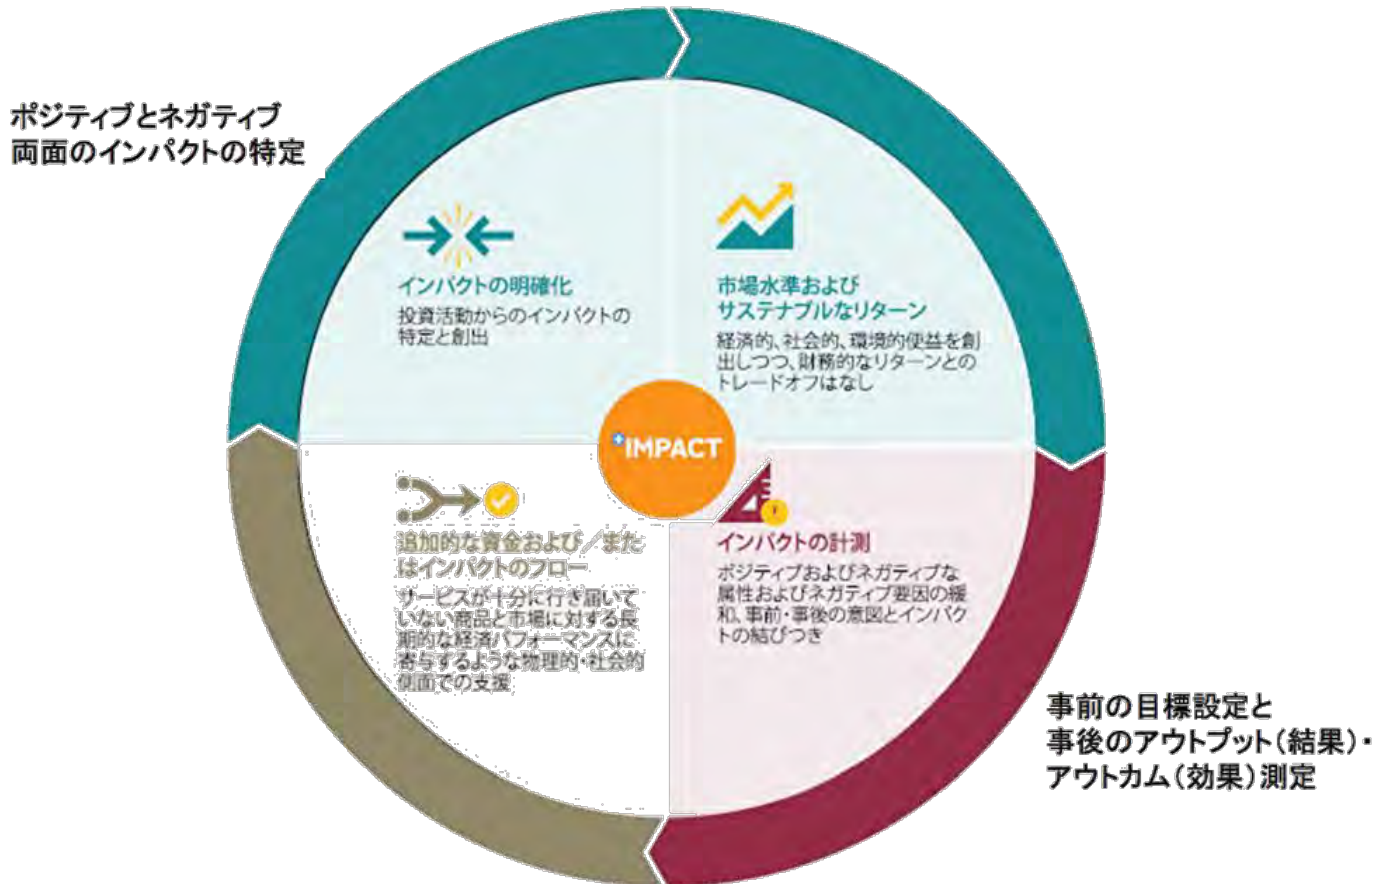 ポジティブとネガティブ
両面のインパクトの特定
インパクトの明確化
投資活動からのインパクトの
特定と創出
市場水準および
サステナブルなリターン
経済的、社会的、環境的便益を創
出しつつ、財務的なリターンとの
トレードオフはなし
+IMPACT
追加的な資金および／また
はインパクトのフロー
サービスが十分に行き届いて
いない商品と市場に対する長
期的な経済パフォーマンスに
寄与するような物理的・社会的
側面での支援
インパクトの計測
ポジティブおよびネガティブな
属性およびネガティブ要因の緩
和、事前・事後の意図とインパク
トの結びつき
事前の目標設定と
事後のアウトプット（結果）・
アウトカム（効果）測定